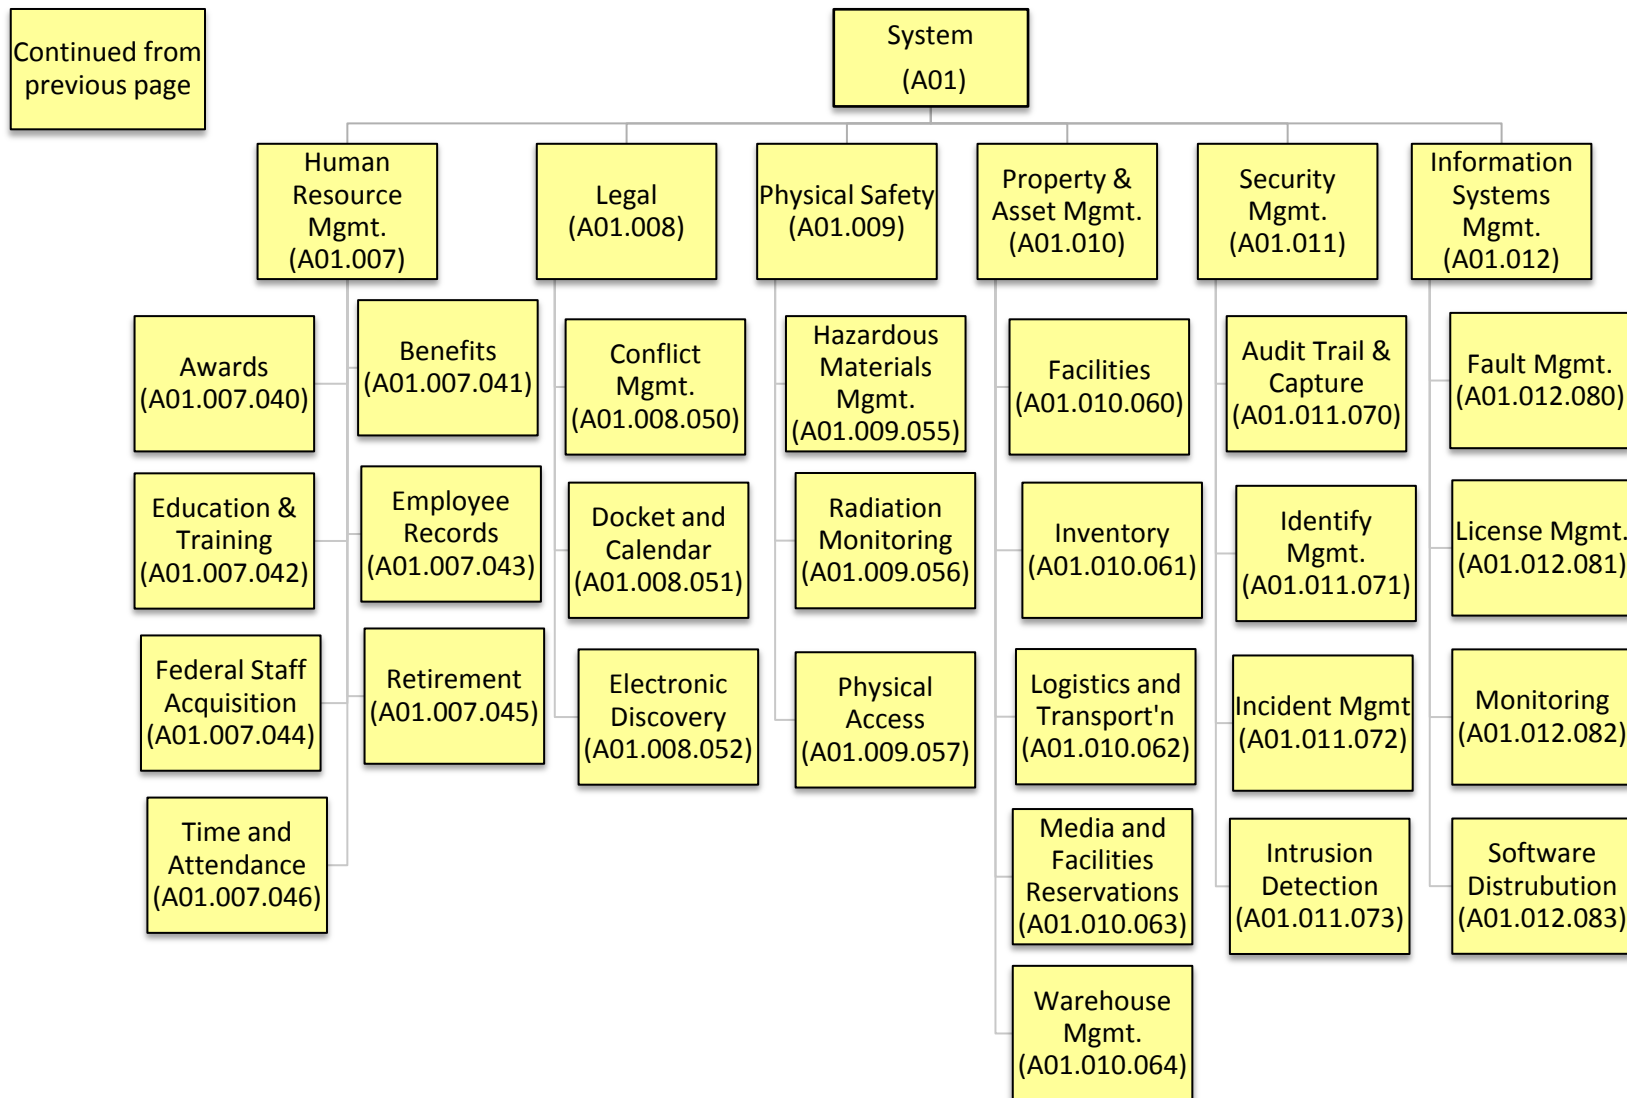 Continued from
previous page
System
(A01)
Human
Resource
Mgmt.
(A01.007)
Legal
(A01.008)
Physical Safety
(A01.009)
Property &
Asset Mgmt.
(A01.010)
Security
Mgmt.
(A01.011)
Information
Systems
Mgmt.
(A01.012)
Awards
(A01.007.040)
Benefits
(A01.007.041)
Education &
Training
(A01.007.042)
Employee
Records
(A01.007.043)
Federal Staff
Acquisition
(A01.007.044)
Retirement
(A01.007.045)
Time and
Attendance
(A01.007.046)
Conflict
Mgmt.
(A01.008.050)
Docket and
Calendar
(A01.008.051)
Electronic
Discovery
(A01.008.052)
Hazardous
Materials
Mgmt.
(A01.009.055)
Radiation
Monitoring
(A01.009.056)
Physical
Access
(A01.009.057)
Facilities
(A01.010.060)
Inventory
(A01.010.061)
Logistics and
Transport'n
(A01.010.062)
Media and
Facilities
Reservations
(A01.010.063)
Warehouse
Mgmt.
(A01.010.064)
Audit Trail &
Capture
(A01.011.070)
Identify
Mgmt.
(A01.011.071)
Incident Mgmt
(A01.011.072)
Intrusion
Detection
(A01.011.073)
Fault Mgmt.
(A01.012.080)
License Mgmt.
(A01.012.081)
Monitoring
(A01.012.082)
Software
Distrubution
(A01.012.083)